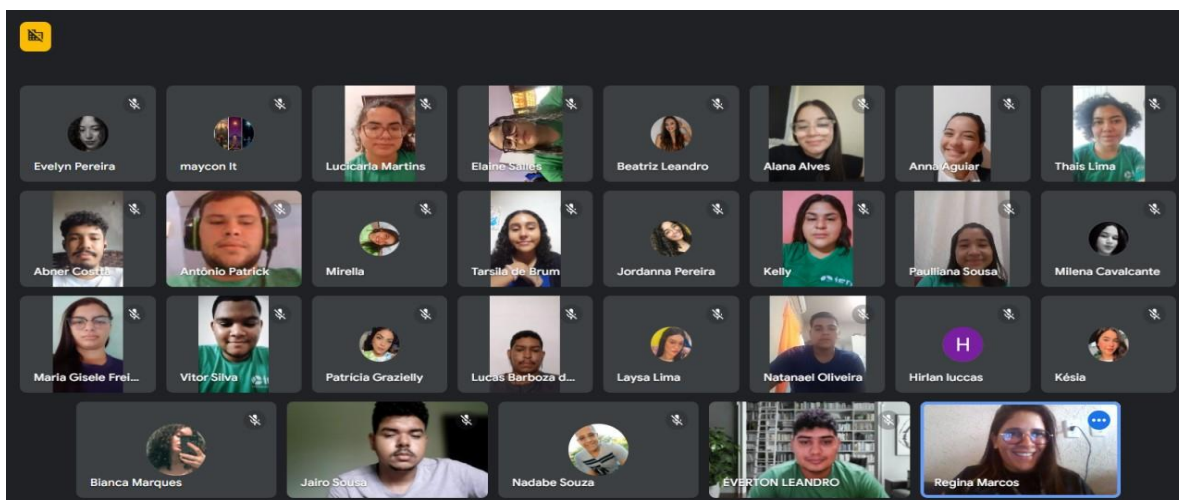 Evelyn Pereira
maycon lt
Lucicarla Martins
Elaine Salles
Beatriz Leandro
Alana Alves
Anna Aguiar
Thaís Lima
Abner Costa
Antônio Patrick
Mirella
Tarsila de Brum
Jordanna Pereira
Kelly
Paulliana Sousa
Milena Cavalcante
Maria Gisele Frei...
Vitor Silva
Patrícia Grazielly
Lucas Barboza d...
Laysa Lima
Natanael Oliveira
H
Hirlan luccas
Késia
Bianca Marques
Jairo Sousa
Nadabe Souza
EVERTON LEANDRO
Regina Marcos